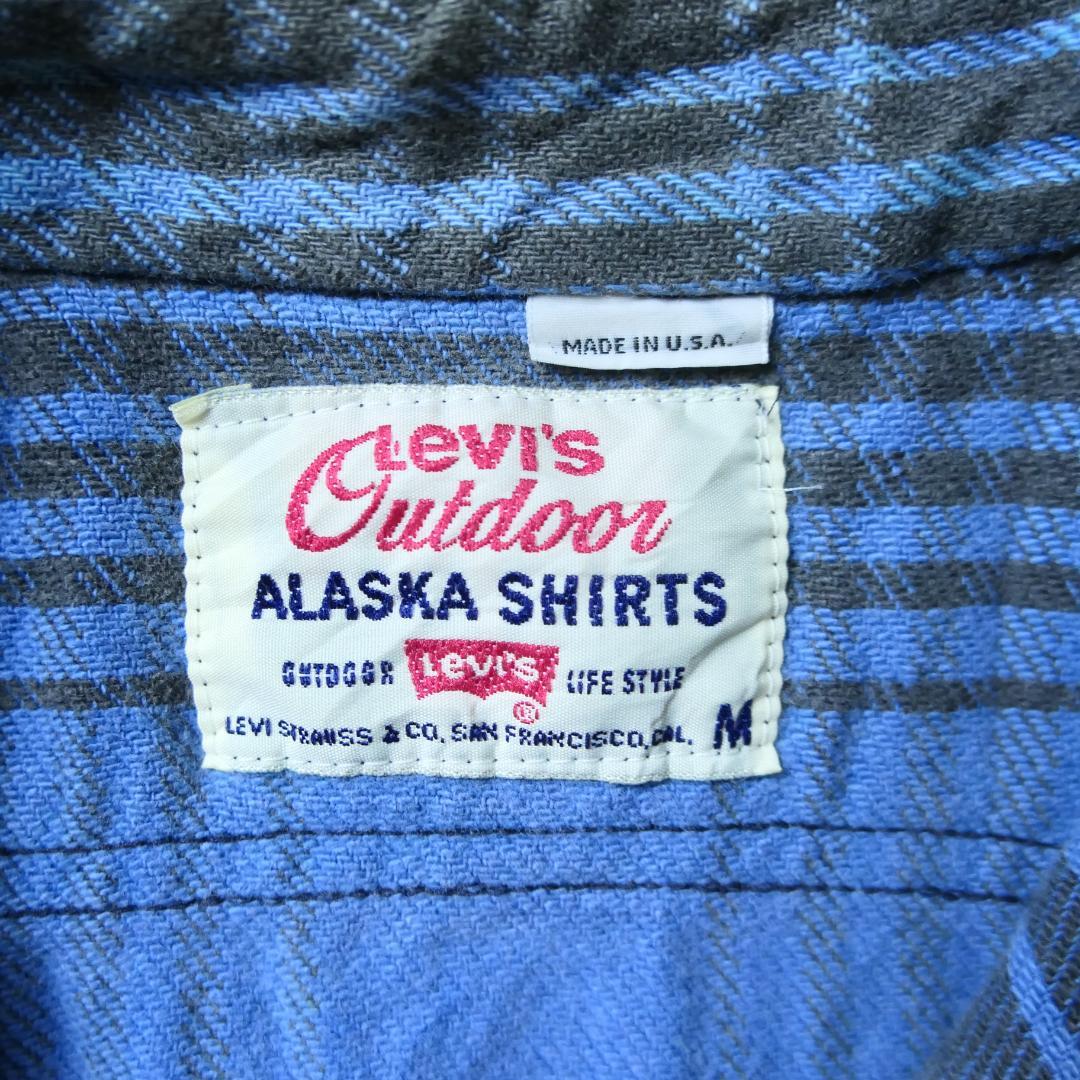 MADE IN U.S.A.
Levi's
Outdoor
ALASKA SHIRTS
OUTDOOR Levi's ® LIFE STYLE
LEVI STRAUSS & CO. SAN FRANCISCO, CAL. M